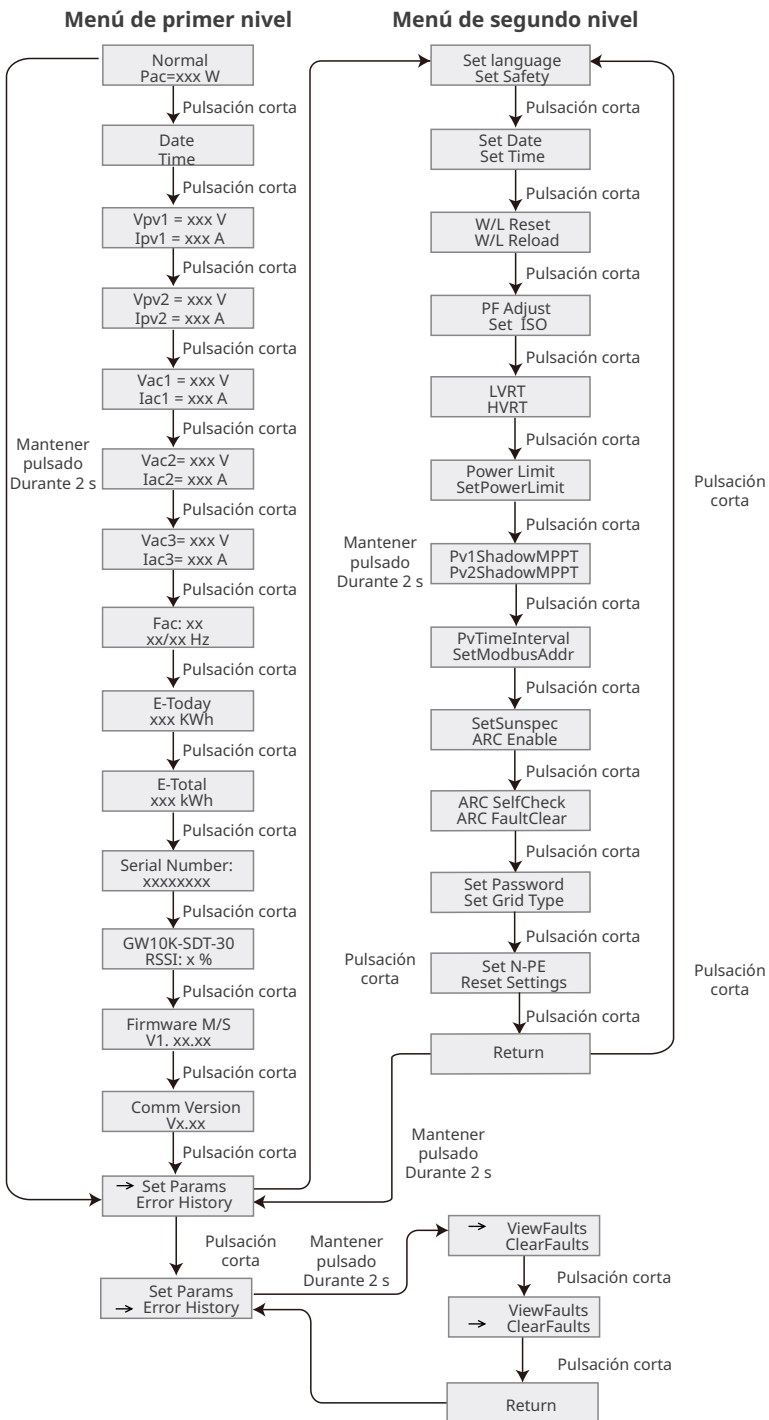 Menú de primer nivel
Normal
Pac=xxx W
Pulsación corta
Date
Time
Pulsación corta
Vpv1 = xxx V
Ipv1 = xxx A
Pulsación corta
Vpv2 = xxx V
Ipv2 = xxx A
Pulsación corta
Vac1 = xxx V
Iac1 = xxx A
Pulsación corta
Mantener
pulsado
Durante 2 s
Vac2= xxx V
Iac2= xxx A
Pulsación corta
Vac3= xxx V
Iac3= xxx A
Pulsación corta
Fac: xx
xx/xx Hz
Pulsación corta
E-Today
xxx KWh
Pulsación corta
E-Total
xxx kWh
Pulsación corta
Serial Number:
xxxxxxxx
Pulsación corta
GW10K-SDT-30
RSSI: x %
Pulsación corta
Firmware M/S
V1. xx.xx
Pulsación corta
Comm Version
Vx.xx
Pulsación corta
→ Set Params
Error History
Pulsación
corta
Set Params
→ Error History
Menú de segundo nivel
Set language
Set Safety
Pulsación corta
Set Date
Set Time
Pulsación corta
W/L Reset
W/L Reload
Pulsación corta
PF Adjust
Set ISO
Pulsación corta
LVRT
HVRT
Pulsación corta
Power Limit
SetPowerLimit
Pulsación corta
Pulsación
corta
Mantener
pulsado
Durante 2 s
Pv1ShadowMPPT
Pv2ShadowMPPT
Pulsación corta
PvTimeInterval
SetModbusAddr
Pulsación corta
SetSunspec
ARC Enable
Pulsación corta
ARC SelfCheck
ARC FaultClear
Pulsación corta
Set Password
Set Grid Type
Pulsación corta
Pulsación
corta
Set N-PE
Reset Settings
Pulsación
corta
Pulsación corta
Return
Mantener
pulsado
Durante 2 s
Mantener
pulsado
Durante 2 s
→ ViewFaults
ClearFaults
Pulsación corta
ViewFaults
→ ClearFaults
Pulsación corta
Return